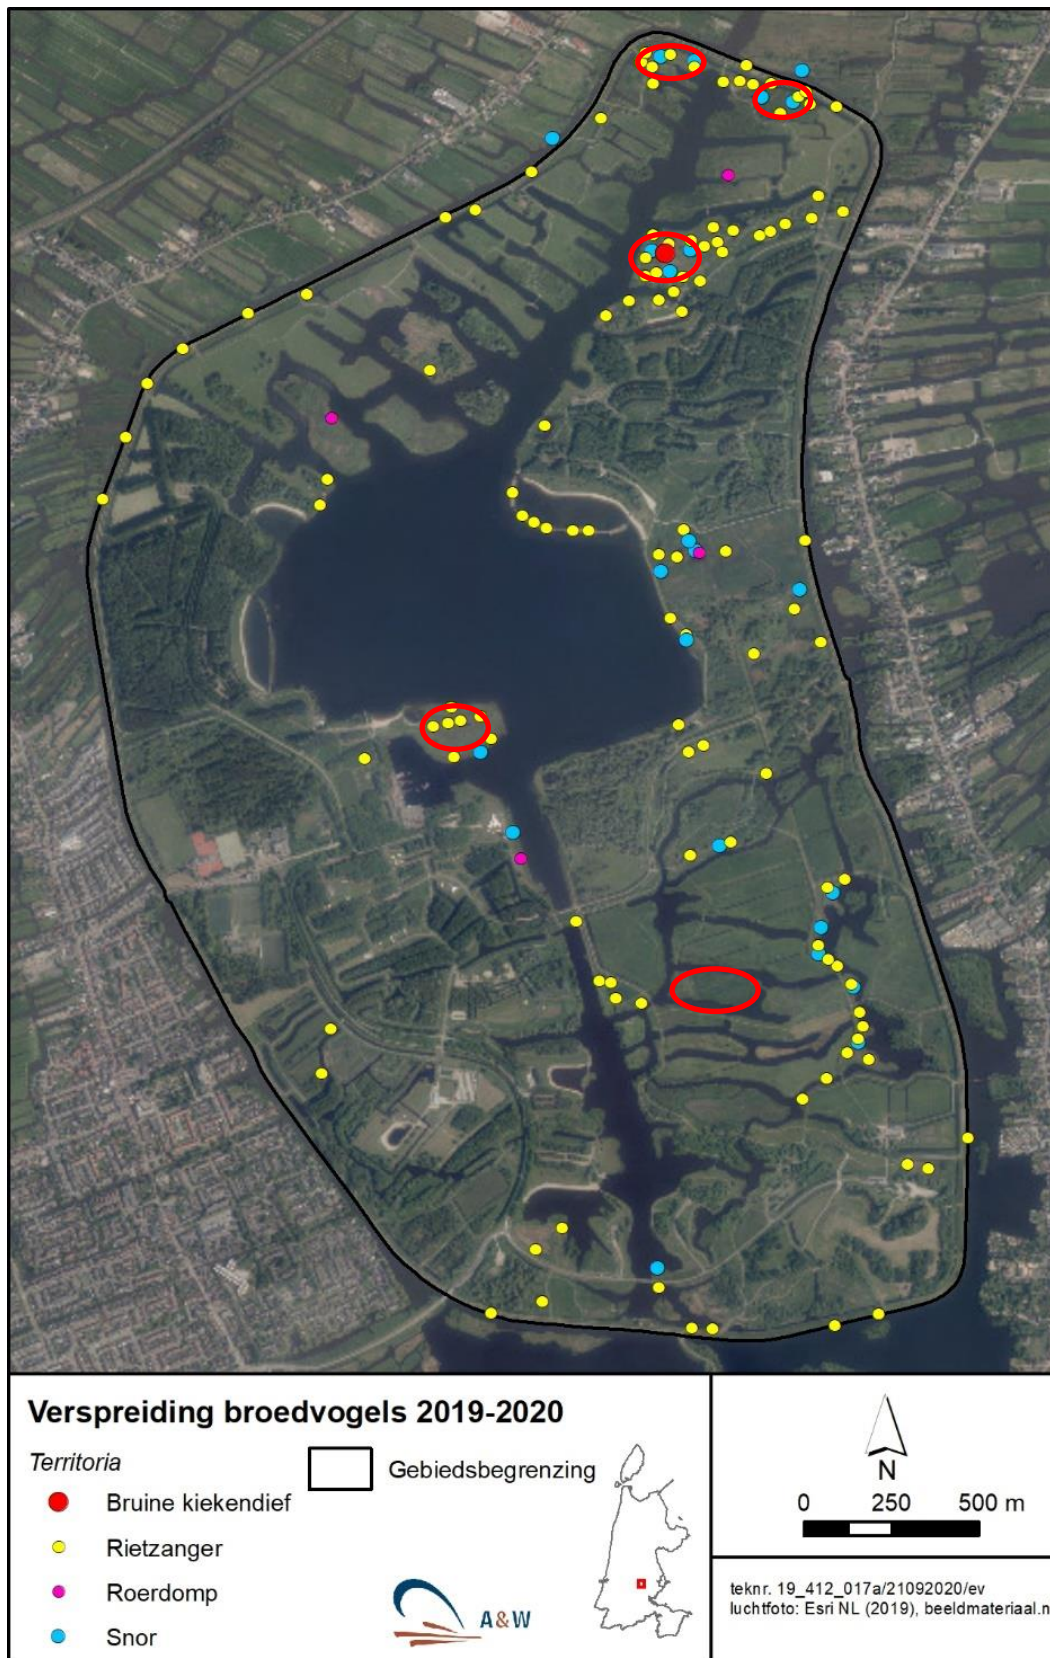 Verspreiding broedvogels 2019-2020
Territoria
Bruine kiekendief
Rietzanger
Roerdomp
Snor
Gebiedsbegrenzing
A&W
N
0 250 500 m
teknr. 19_412_017a/21092020/ev
luchtfoto: Esri NL (2019), beeldmateriaal.n